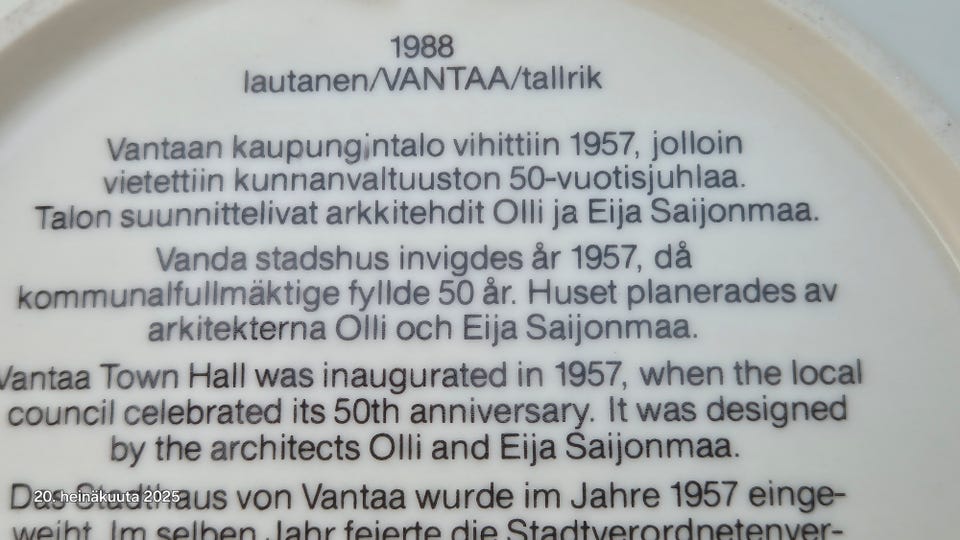 1988
lautanen/VANTAA/tallrik
Vantaan kaupungintalo vihittiin 1957, jolloin
vietettiin kunnanvaltuuston 50-vuotisjuhlaa.
Talon suunnittelivat arkkitehdit Olli ja Eija Saijonmaa.
Vanda stadshus invigdes år 1957, då
kommunalfullmäktige fyllde 50 år. Huset planerades av
arkitekterna Olli och Eija Saijonmaa.
Vantaa Town Hall was inaugurated in 1957, when the local
council celebrated its 50th anniversary. It was designed
by the architects Olli and Eija Saijonmaa.
Das Stadthaus von Vantaa wurde im Jahre 1957 einge-
weiht. Im selben Jahr feierte die Stadtverordnetenver-
20. heinäkuuta 2025